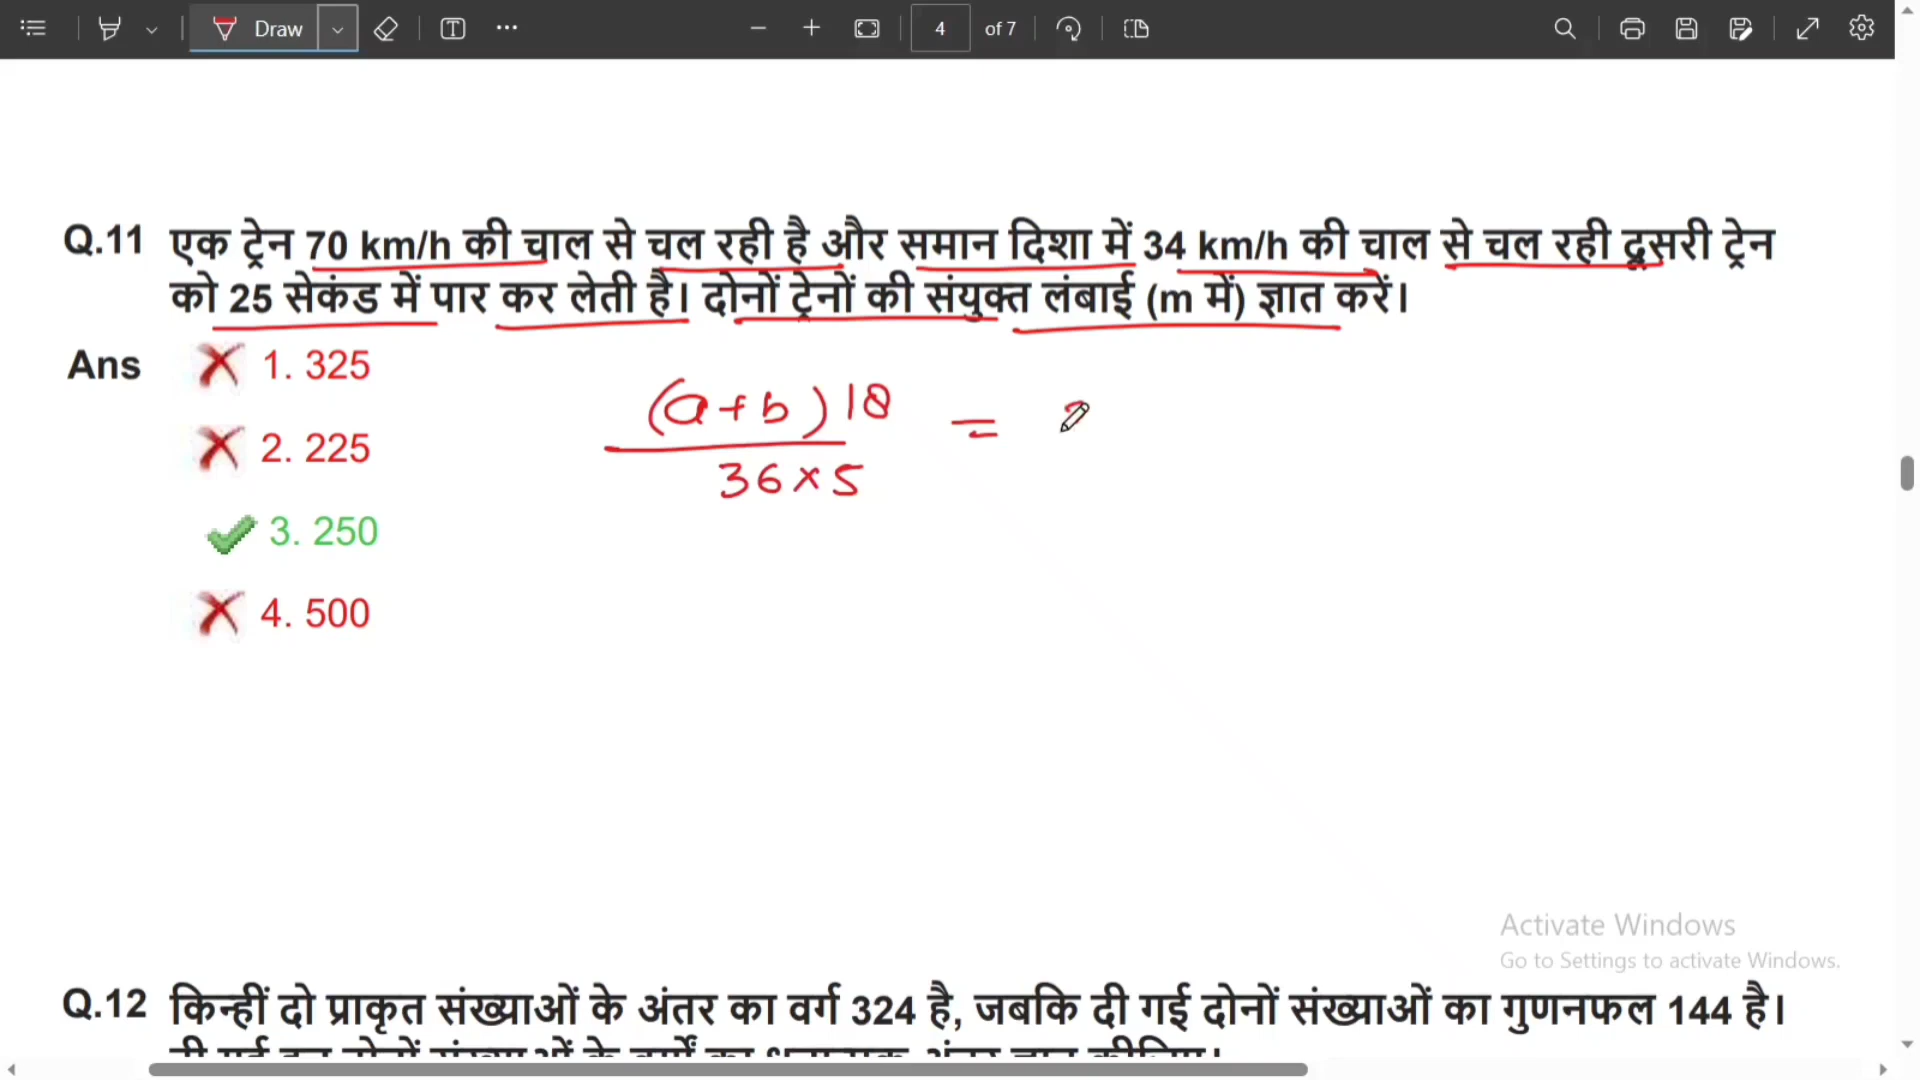 Draw
4 of 7
Q.11 एक ट्रेन 70 km/h की चाल से चल रही है और समान दिशा में 34 km/h की चाल से चल रही दूसरी ट्रेन
को 25 सेकंड में पार कर लेती है। दोनों ट्रेनों की संयुक्त लंबाई (m में) ज्ञात करें।
Ans
1. 325
2. 225
3. 250
4. 500
(a+b)18
=
36×5
Activate Windows
Go to Settings to activate Windows.
Q.12 किन्हीं दो प्राकृत संख्याओं के अंतर का वर्ग 324 है, जबकि दी गई दोनों संख्याओं का गुणनफल 144 है।